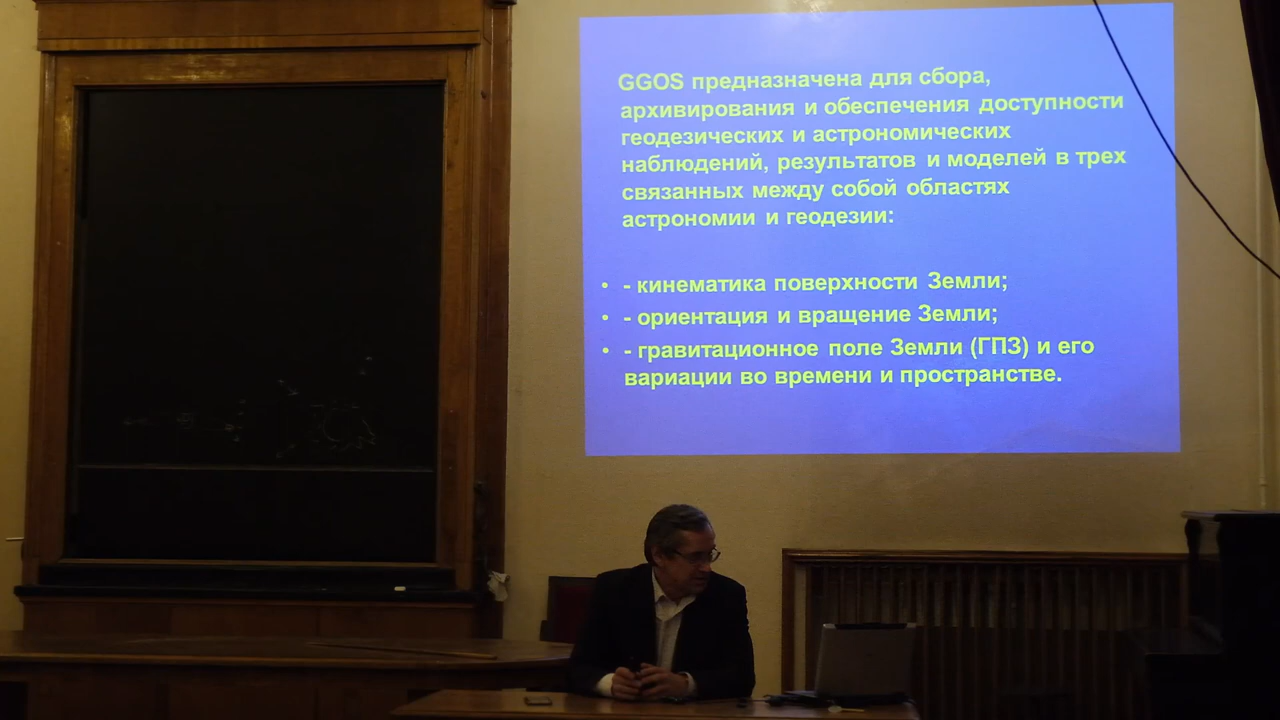 GGOS предназначена для сбора,
архивирования и обеспечения доступности
геодезических и астрономических
наблюдений, результатов и моделей в трех
связанных между собой областях
астрономии и геодезии:
• - кинематика поверхности Земли;
• - ориентация и вращение Земли;
• - гравитационное поле Земли (ГПЗ) и его
вариации во времени и пространстве.